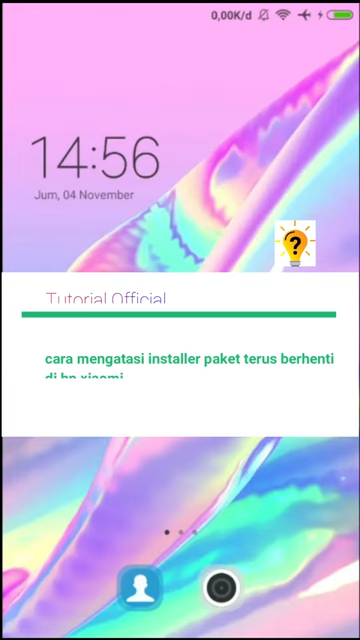 0,00K/d
14:56
Jum, 04 November
?
Tutorial Official
cara mengatasi installer paket terus berhenti
di hp xiaomi